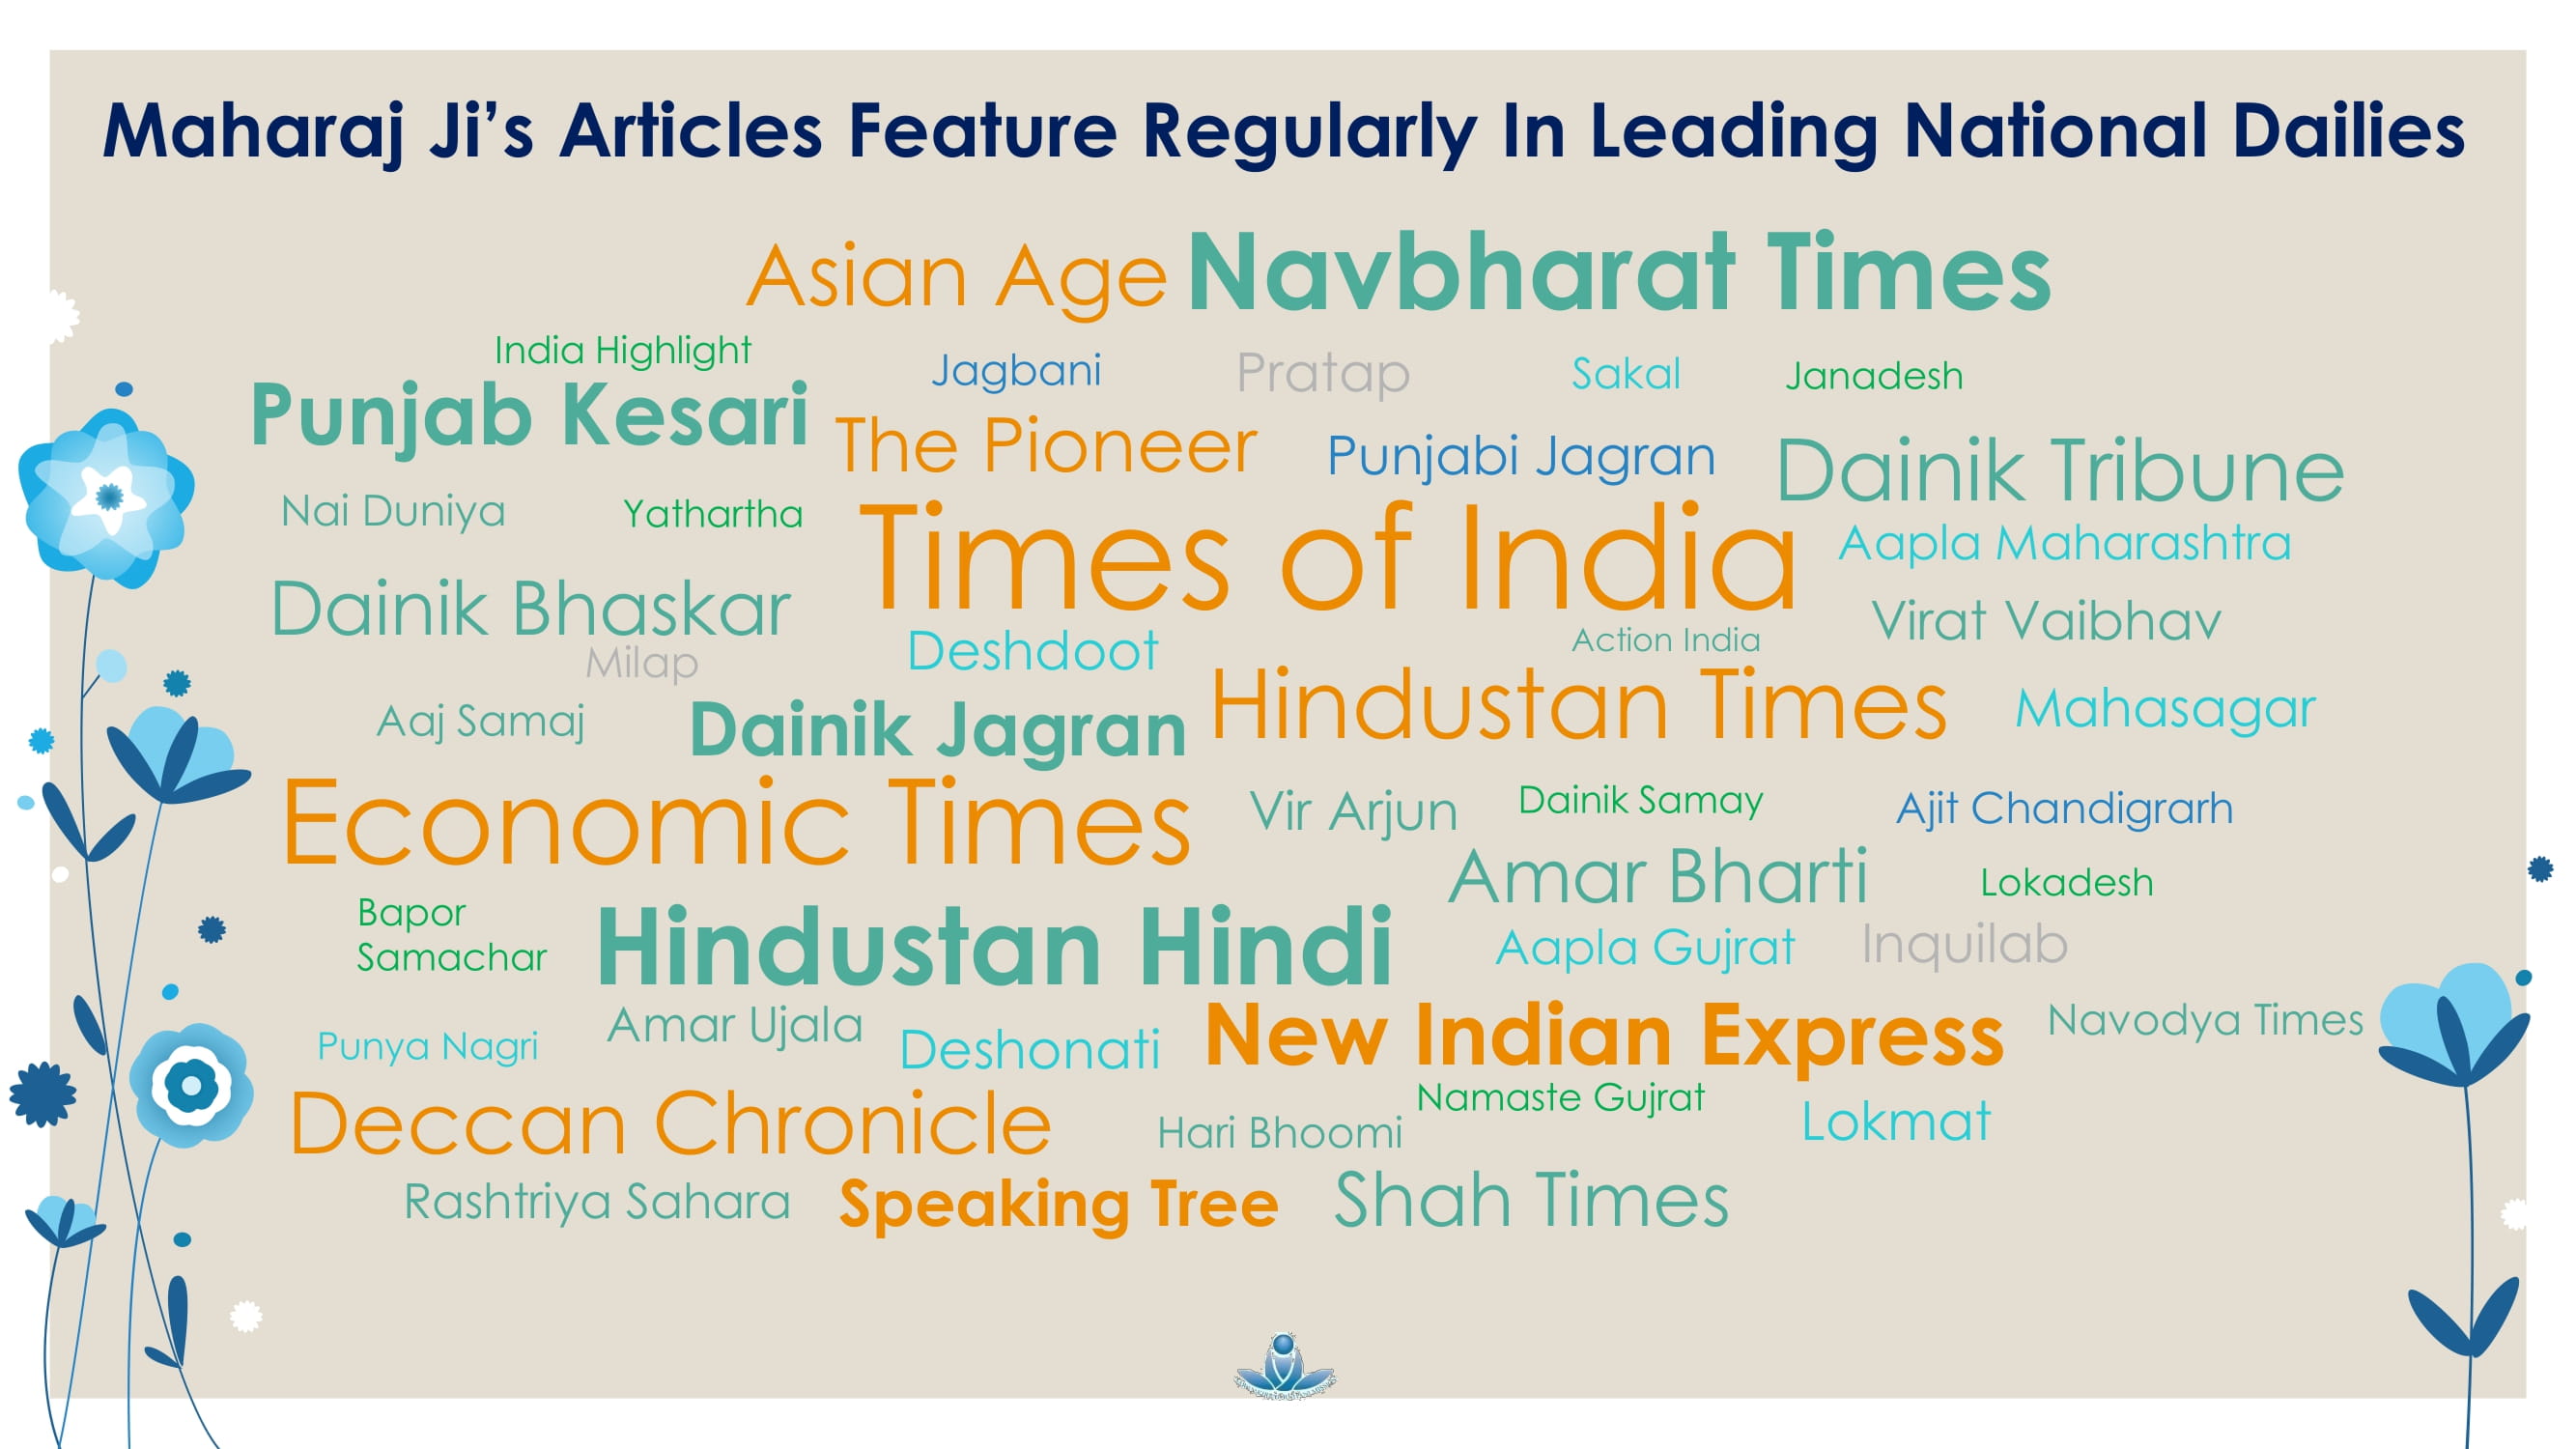 Maharaj Ji’s Articles Feature Regularly In Leading National Dailies
Asian Age Navbharat Times
India Highlight
Jagbani
Pratap
Sakal
Janadesh
Punjab Kesari
The Pioneer
Punjabi Jagran
Dainik Tribune
Nai Duniya
Yathartha
Times of India
Aapla Maharashtra
Dainik Bhaskar
Deshdoot
Action India
Virat Vaibhav
Milap
Aaj Samaj
Dainik Jagran
Hindustan Times
Mahasagar
Economic Times
Vir Arjun
Dainik Samay
Ajit Chandigrarh
Amar Bharti
Lokadesh
Bapor
Samachar
Hindustan Hindi
Aapla Gujrat
Inquilab
Punya Nagri
Amar Ujala
Deshonati
New Indian Express
Navodya Times
Deccan Chronicle
Hari Bhoomi
Namaste Gujrat
Lokmat
Rashtriya Sahara
Speaking Tree
Shah Times